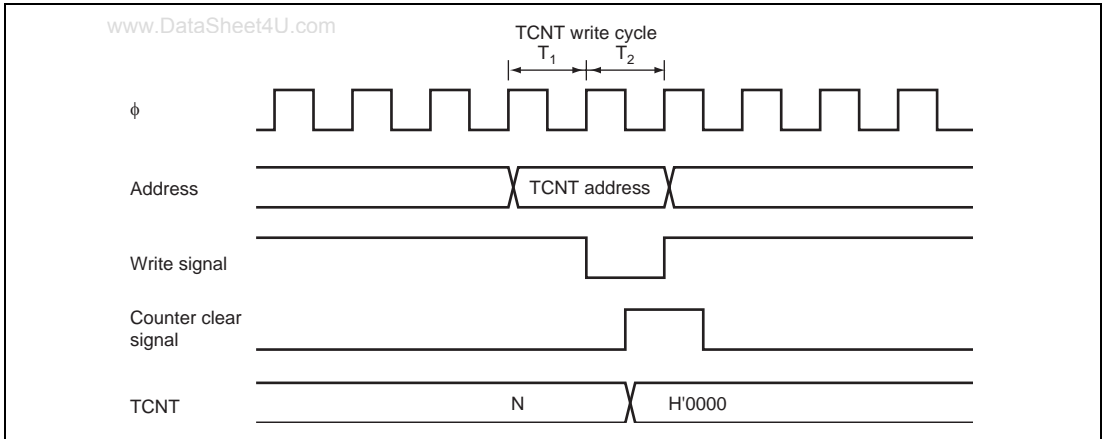 www.DataSheet4U.com
TCNT write cycle
T1 T2
ϕ
Address
TCNT address
Write signal
Counter clear
signal
TCNT
N
H'0000